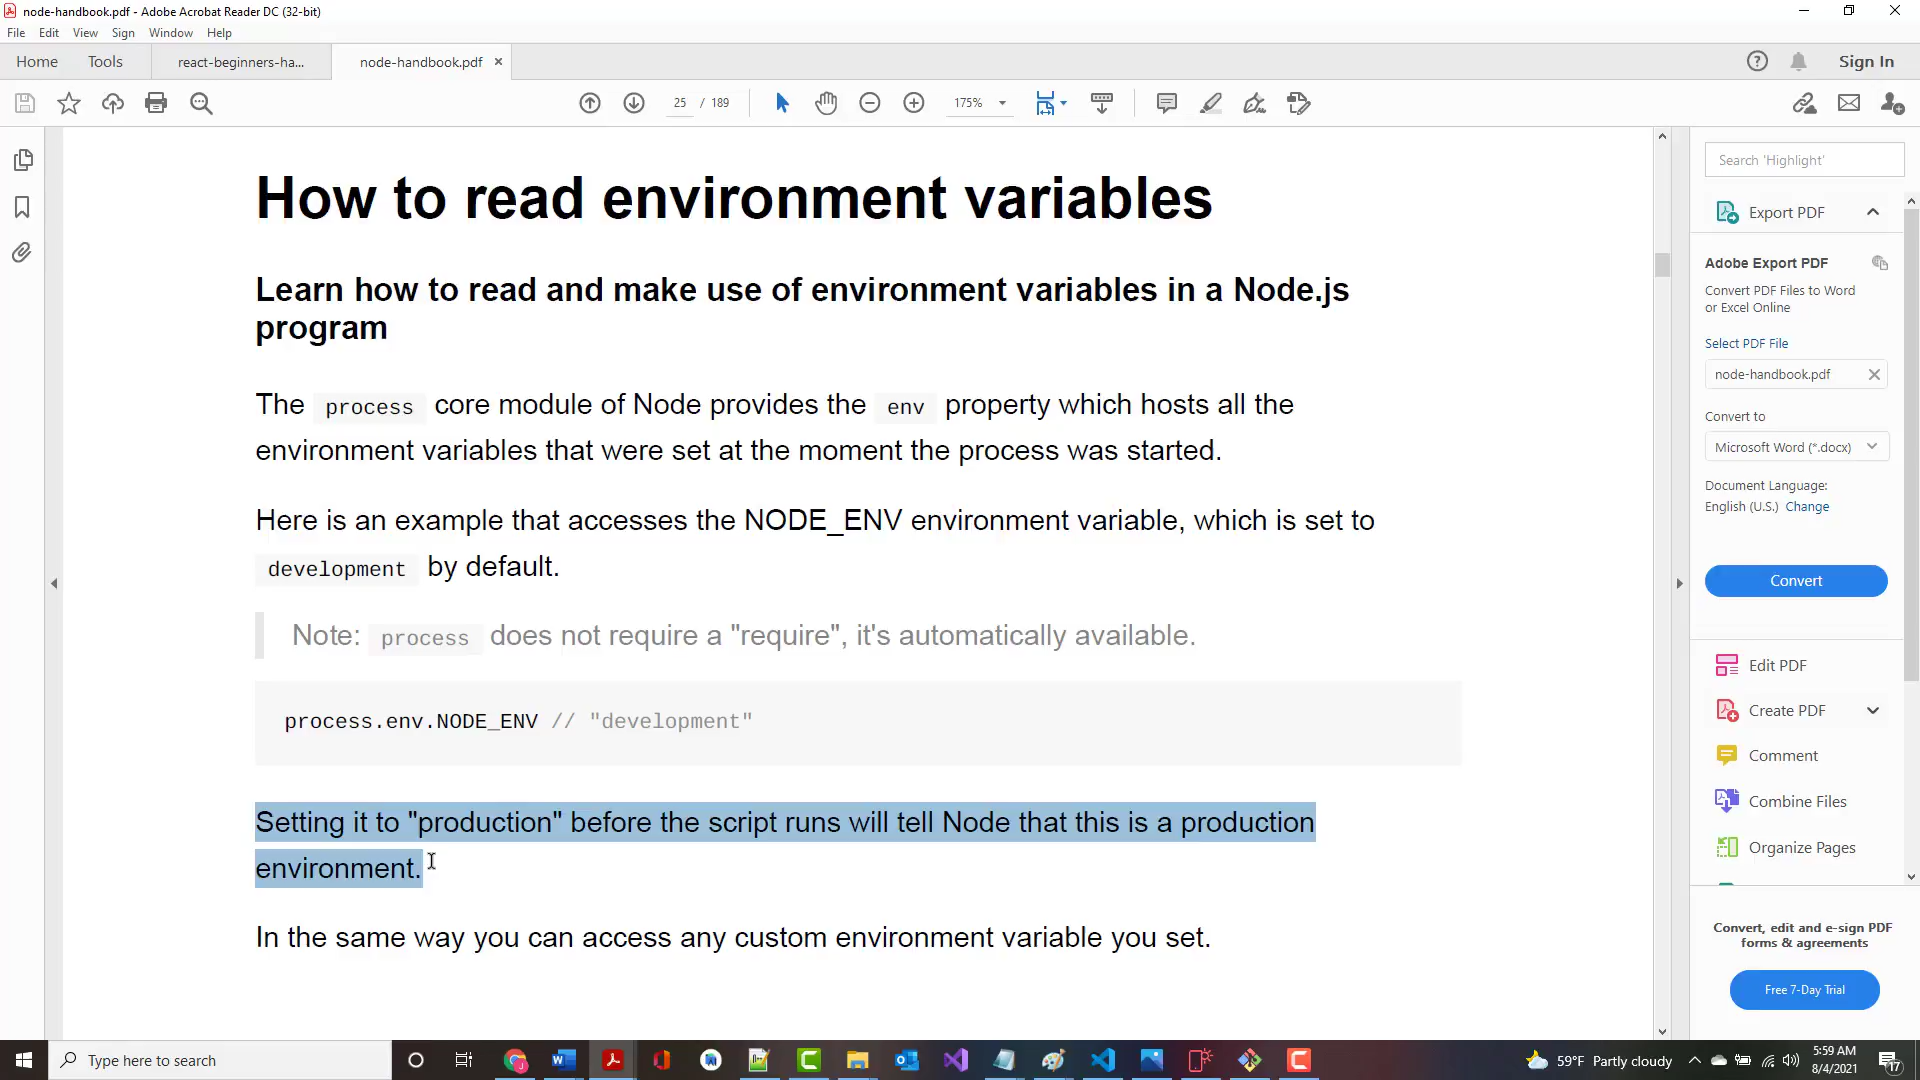 node-handbook.pdf - Adobe Acrobat Reader DC (32-bit)
File Edit View Sign Window Help
Home Tools react-beginners-ha... node-handbook.pdf Sign In
25 / 189 175%
How to read environment variables
Learn how to read and make use of environment variables in a Node.js
program
The process core module of Node provides the env property which hosts all the
environment variables that were set at the moment the process was started.
Here is an example that accesses the NODE_ENV environment variable, which is set to
development by default.
Note: process does not require a "require", it's automatically available.
process.env.NODE_ENV // "development"
Setting it to "production" before the script runs will tell Node that this is a production
environment.
In the same way you can access any custom environment variable you set.
Search 'Highlight'
Export PDF
Adobe Export PDF
Convert PDF Files to Word
or Excel Online
Select PDF File
node-handbook.pdf
Convert to
Microsoft Word (*.docx)
Document Language:
English (U.S.) Change
Convert
Edit PDF
Create PDF
Comment
Combine Files
Organize Pages
Convert, edit and e-sign PDF
forms & agreements
Free 7-Day Trial
Type here to search
59°F Partly cloudy
5:59 AM
8/4/2021
17